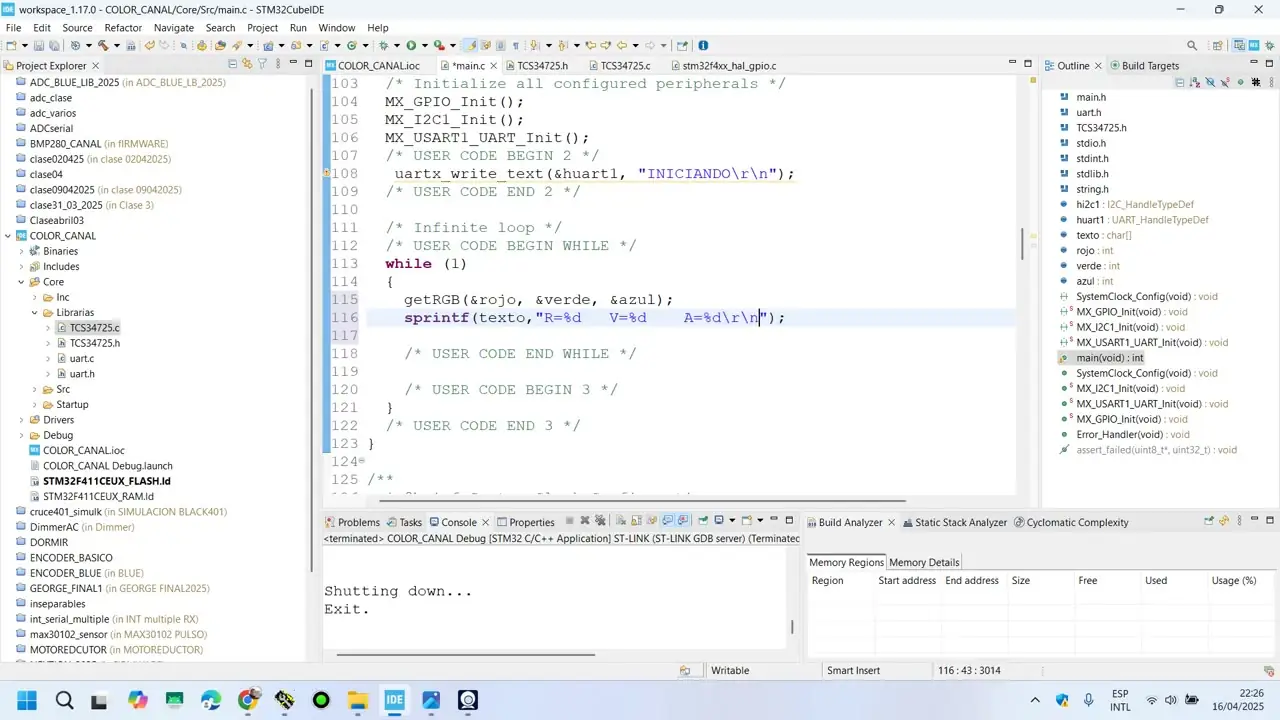 workspace_1.17.0 - COLOR_CANAL/Core/Src/main.c - STM32CubeIDE
File Edit Source Refactor Navigate Search Project Run Window Help
Project Explorer
ADC_BLUE_LIB_2025 (in ADC_BLUE_LIB_2025)
adc_clase
adc_varios
ADCserial
BMP280_CANAL (in fIRMWARE)
clase020425 (in clase 02042025)
clase04
clase09042025 (in clase 09042025)
clase31_03_2025 (in Clase 3)
Claseabril03
COLOR_CANAL
Binaries
Includes
Core
Inc
Librarias
TCS34725.c
TCS34725.h
uart.c
uart.h
Src
Startup
Drivers
Debug
COLOR_CANAL.ioc
COLOR_CANAL Debug.launch
STM32F411CEUX_FLASH.ld
STM32F411CEUX_RAM.ld
cruce401_simulk (in SIMULACION BLACK401)
DimmerAC (in Dimmer)
DORMIR
ENCODER_BASICO
ENCODER_BLUE (in BLUE)
GEORGE_FINAL1 (in GEORGE FINAL2025)
inseparables
int_serial_multiple (in INT multiple RX)
max30102_sensor (in MAX30102 PULSO)
MOTOREDCUTOR (in MOTOREDUCTOR)
COLOR_CANAL.ioc *main.c TCS34725.h TCS34725.c stm32f4xx_hal_gpio.c
103 /* Initialize all configured peripherals */
104 MX_GPIO_Init();
105 MX_I2C1_Init();
106 MX_USART1_UART_Init();
107 /* USER CODE BEGIN 2 */
108 uartx_write_text(&huart1, "INICIANDO\r\n");
109 /* USER CODE END 2 */
110
111 /* Infinite loop */
112 /* USER CODE BEGIN WHILE */
113 while (1)
114 {
115 getRGB(&rojo, &verde, &azul);
116 sprintf(texto,"R=%d   V=%d    A=%d\r\n");
117
118 /* USER CODE END WHILE */
119
120 /* USER CODE BEGIN 3 */
121 }
122 /* USER CODE END 3 */
123 }
124
125 /**
Outline Build Targets
main.h
uart.h
TCS34725.h
stdio.h
stdint.h
stdlib.h
string.h
hi2c1 : I2C_HandleTypeDef
huart1 : UART_HandleTypeDef
texto : char[]
rojo : int
verde : int
azul : int
SystemClock_Config(void) : void
MX_GPIO_Init(void) : void
MX_I2C1_Init(void) : void
MX_USART1_UART_Init(void) : void
main(void) : int
SystemClock_Config(void) : void
MX_I2C1_Init(void) : void
MX_USART1_UART_Init(void) : void
MX_GPIO_Init(void) : void
Error_Handler(void) : void
assert_failed(uint8_t*, uint32_t) : void
Problems Tasks Console Properties
<terminated> COLOR_CANAL Debug [STM32 C/C++ Application] ST-LINK (ST-LINK GDB server) (Terminated
Shutting down...
Exit.
Build Analyzer Static Stack Analyzer Cyclomatic Complexity
Memory Regions Memory Details
Region Start address End address Size Free Used Usage (%)
Writable Smart Insert 116 : 43 : 3014
IDE
ESP
INTL
22:26
16/04/2025